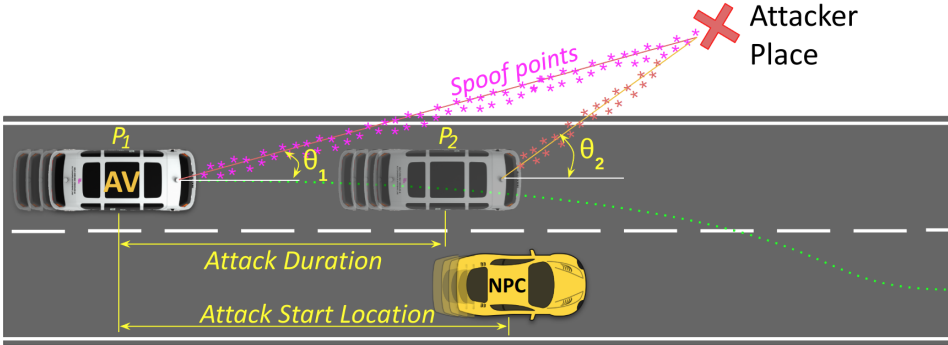 Attacker
Place
Spoof points
P1
P2
θ1
θ2
AV
Attack Duration
NPC
Attack Start Location